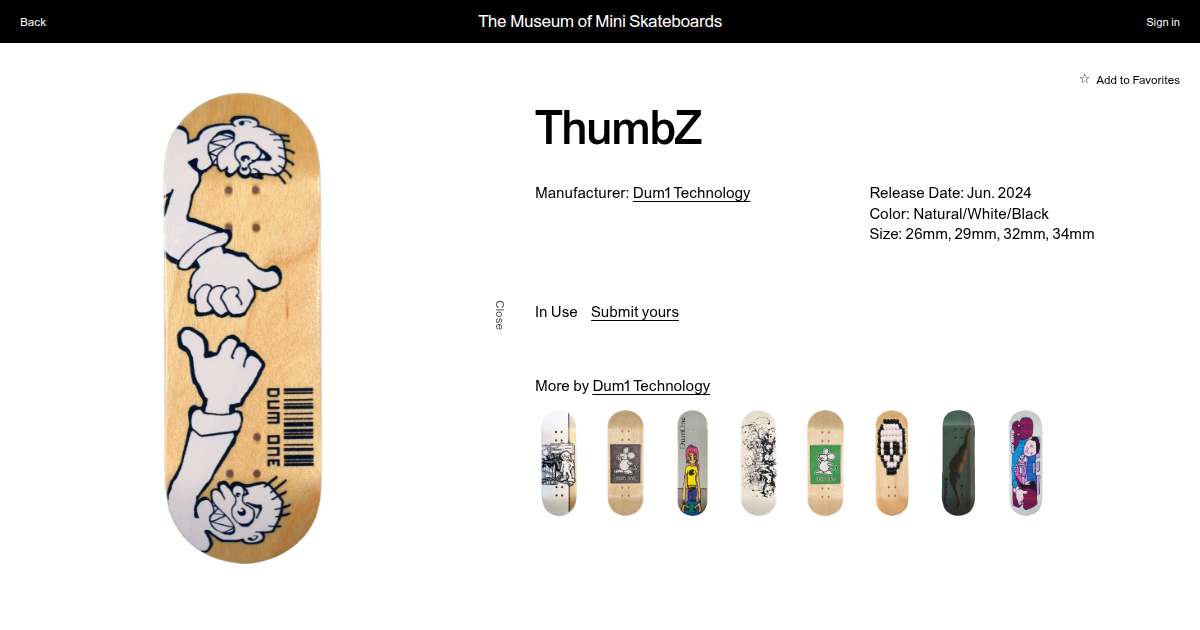 Back
The Museum of Mini Skateboards
Sign in
☆ Add to Favorites
ThumbZ
Manufacturer: Dum1 Technology
Release Date: Jun. 2024
Color: Natural/White/Black
Size: 26mm, 29mm, 32mm, 34mm
Close
In Use Submit yours
More by Dum1 Technology
DUM ONE